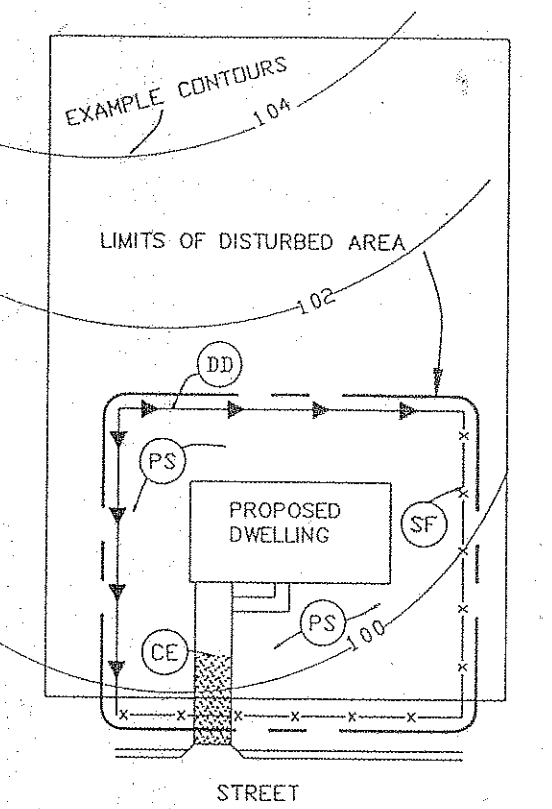 EXAMPLE CONTOURS
104
LIMITS OF DISTURBED AREA
102
DD
PS
PROPOSED
DWELLING
SF
PS
100
CE
STREET